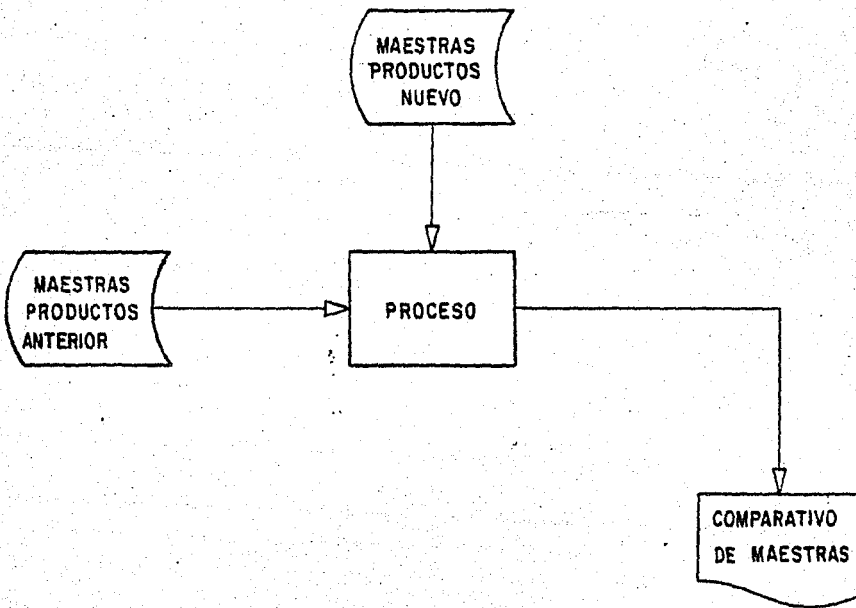 MAESTRAS
PRODUCTOS
NUEVO
MAESTRAS
PRODUCTOS
ANTERIOR
PROCESO
COMPARATIVO
DE MAESTRAS